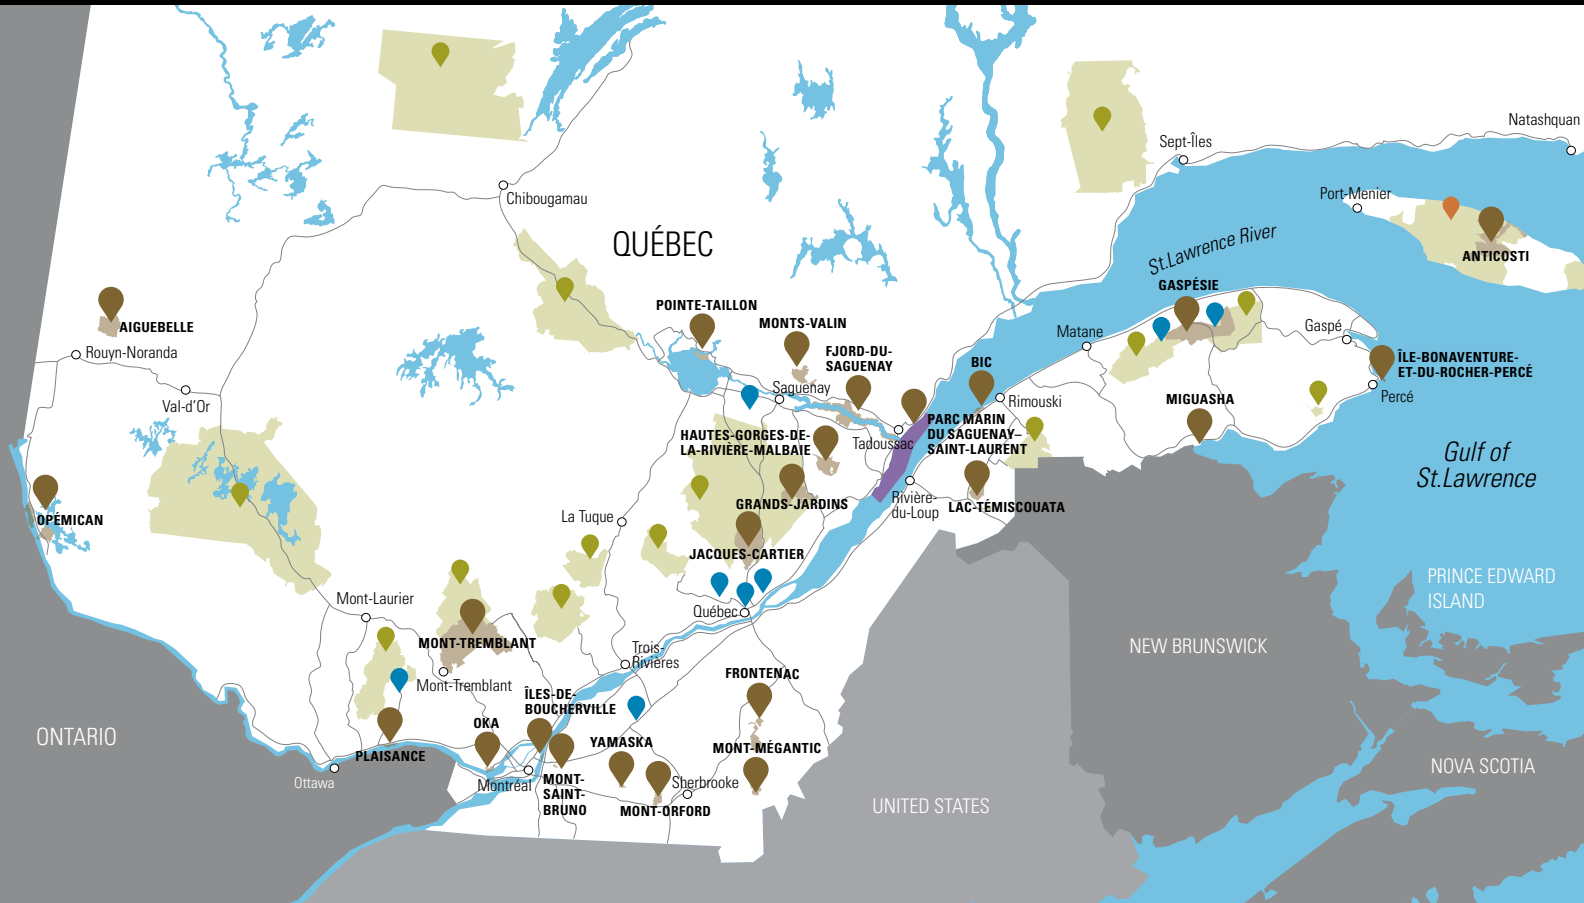 Natashquan
Sept-Îles
Port-Menier
Chibougamau
QUÉBEC
St.Lawrence River
ANTICOSTI
GASPÉSIE
POINTE-TAILLON
MONTS-VALIN
AIGUEBELLE
Matane
Gaspé
Rouyn-Noranda
FJORD-DU-
SAGUENAY
BIC
ÎLE-BONAVENTURE-
ET-DU-ROCHER-PERCÉ
Saguenay
Val-d'Or
Rimouski
MIGUASHA
Percé
PARC MARIN
DU SAGUENAY–
SAINT-LAURENT
HAUTES-GORGES-DE-
LA-RIVIÈRE-MALBAIE
Tadoussac
Gulf of
St.Lawrence
GRANDS-JARDINS
Rivière-
du-Loup
LAC-TÉMISCOUATA
OPÉMICAN
La Tuque
JACQUES-CARTIER
PRINCE EDWARD
ISLAND
Mont-Laurier
Québec
MONT-TREMBLANT
NEW BRUNSWICK
Trois-
Rivières
Mont-Tremblant
FRONTENAC
ÎLES-DE-
BOUCHERVILLE
OKA
ONTARIO
YAMASKA
MONT-MÉGANTIC
PLAISANCE
NOVA SCOTIA
Ottawa
Montréal
MONT-
SAINT-
BRUNO
Sherbrooke
MONT-ORFORD
UNITED STATES